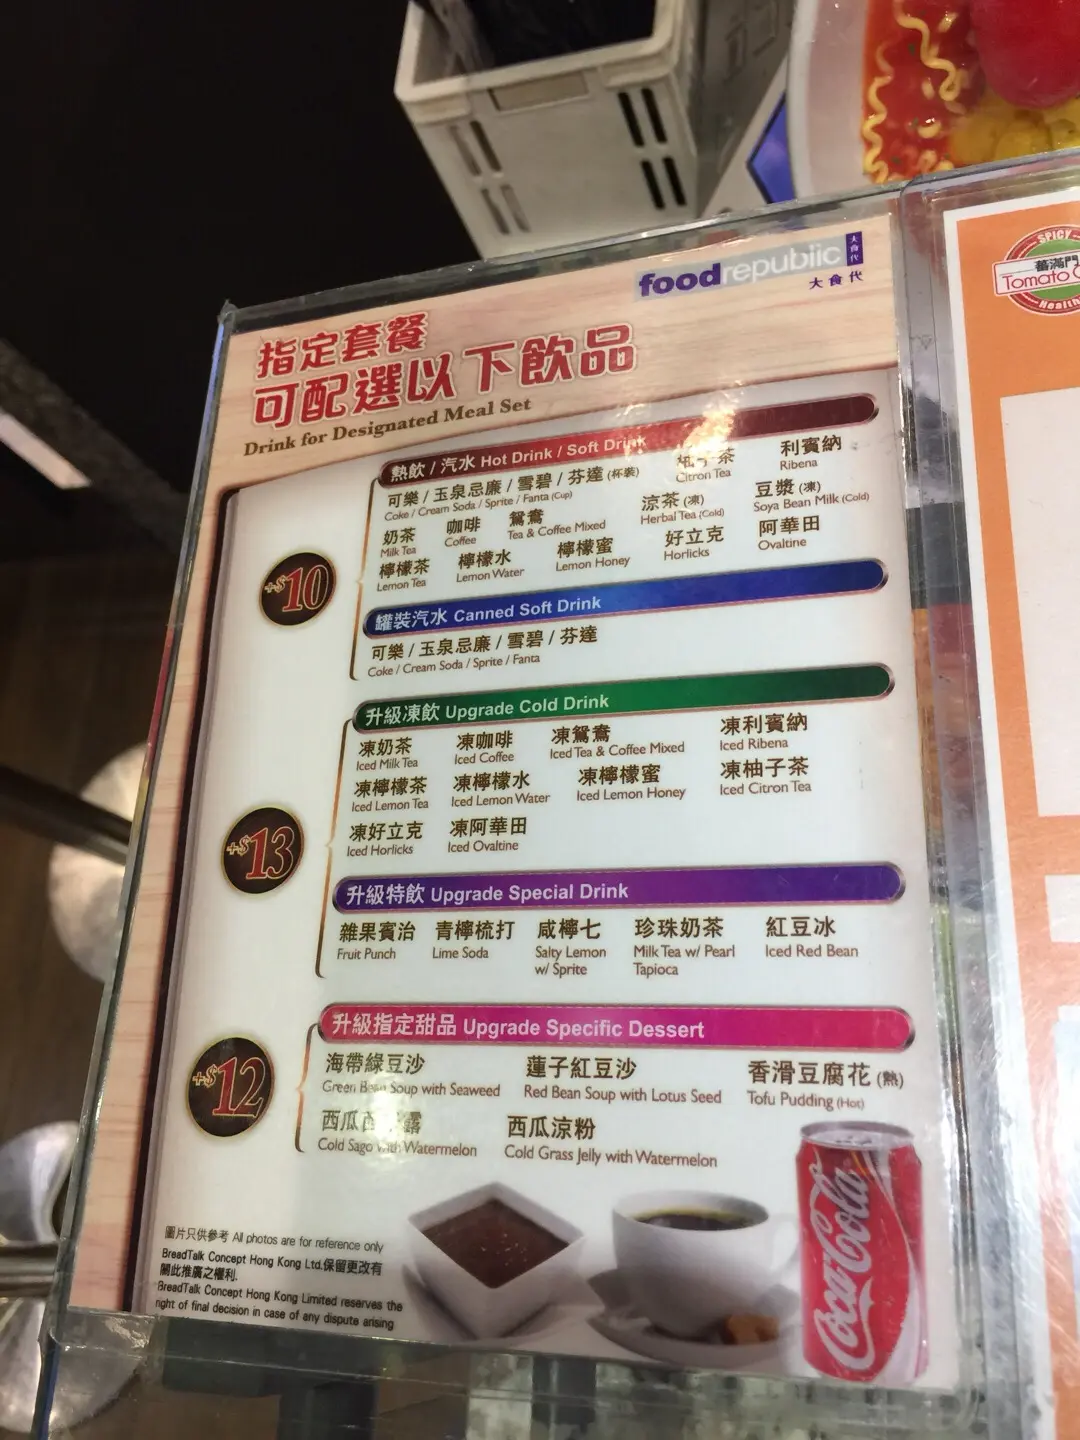 foodrepublic 大食代
大食代
指定套餐
可配選以下飲品
Drink for Designated Meal Set
熱飲 / 汽水 Hot Drink / Soft Drink
可樂 / 玉泉忌廉 / 雪碧 / 芬達 (杯裝)
Coke / Cream Soda / Sprite / Fanta (Cup)
柚子茶
Citron Tea
利賓納
Ribena
奶茶
Milk Tea
咖啡
Coffee
鴛鴦
Tea & Coffee Mixed
涼茶 (凍)
Herbal Tea (Cold)
豆漿 (凍)
Soya Bean Milk (Cold)
檸檬茶
Lemon Tea
檸檬水
Lemon Water
檸檬蜜
Lemon Honey
好立克
Horlicks
阿華田
Ovaltine
+$10
罐裝汽水 Canned Soft Drink
可樂 / 玉泉忌廉 / 雪碧 / 芬達
Coke / Cream Soda / Sprite / Fanta
升級凍飲 Upgrade Cold Drink
凍奶茶
Iced Milk Tea
凍咖啡
Iced Coffee
凍鴛鴦
Iced Tea & Coffee Mixed
凍利賓納
Iced Ribena
凍檸檬茶
Iced Lemon Tea
凍檸檬水
Iced Lemon Water
凍檸檬蜜
Iced Lemon Honey
凍柚子茶
Iced Citron Tea
凍好立克
Iced Horlicks
凍阿華田
Iced Ovaltine
+$13
升級特飲 Upgrade Special Drink
雜果賓治
Fruit Punch
青檸梳打
Lime Soda
咸檸七
Salty Lemon
w/ Sprite
珍珠奶茶
Milk Tea w/ Pearl
Tapioca
紅豆冰
Iced Red Bean
升級指定甜品 Upgrade Specific Dessert
+$12
海帶綠豆沙
Green Bean Soup with Seaweed
蓮子紅豆沙
Red Bean Soup with Lotus Seed
香滑豆腐花 (熱)
Tofu Pudding (Hot)
西瓜西 露
Cold Sago with Watermelon
西瓜涼粉
Cold Grass Jelly with Watermelon
圖片只供參考 All photos are for reference only
BreadTalk Concept Hong Kong Ltd.保留更改有
關此推廣之權利.
BreadTalk Concept Hong Kong Limited reserves the
right of final decision in case of any dispute arising
Coca-Cola
SPICY
蕃滿門
Tomato
Health